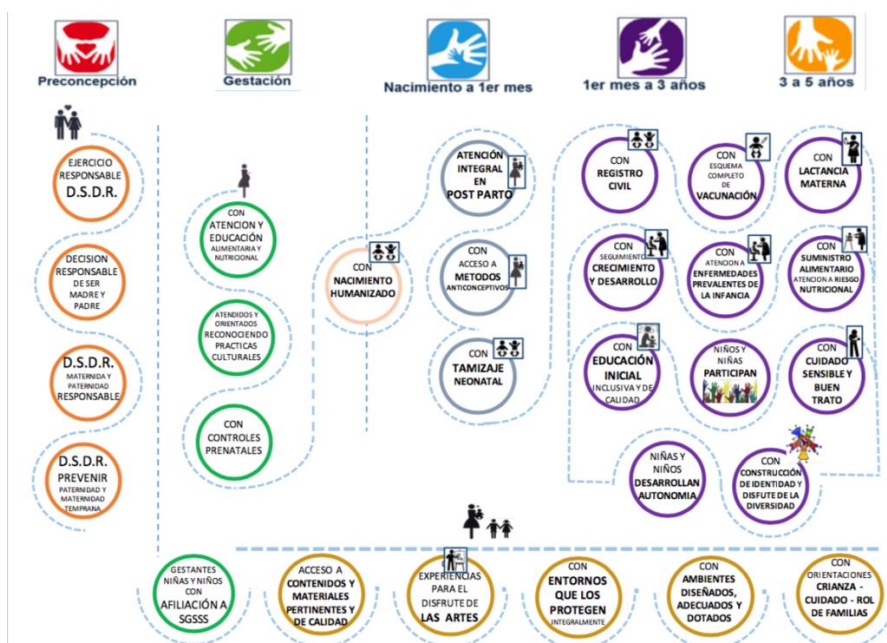 Preconcepción
Gestación
Nacimiento a 1er mes
1er mes a 3 años
3 a 5 años
EJERCICIO
RESPONSABLE
D.S.D.R.
DECISION
RESPONSABLE
DE SER
MADRE Y
PADRE
D.S.D.R.
MATERNIDA Y
PATERNIDAD
RESPONSABLE
D.S.D.R.
PREVENIR
PATERNIDAD Y
MATERNIDAD
TEMPRANA
CON
ATENCION Y
EDUCACIÓN
ALIMENTARIA Y
NUTRICIONAL
ATENDIDOS Y
ORIENTADOS
RECONOCIENDO
PRACTICAS
CULTURALES
CON
CONTROLES
PRENATALES
CON
NACIMIENTO
HUMANIZADO
ATENCIÓN
INTEGRAL
EN
POST PARTO
CON
ACCESO A
METODOS
ANTICONCEPTIVOS
CON
TAMIZAJE
NEONATAL
CON
REGISTRO
CIVIL
CON
ESQUEMA
COMPLETO
DE
VACUNACIÓN
CON
LACTANCIA
MATERNA
CON
SEGUIMIENTO
CRECIMIENTO
Y DESARROLLO
CON
ATENCION A
ENFERMEDADES
PREVALENTES
DE LA INFANCIA
CON
SUMINISTRO
ALIMENTARIO
ATENCION A RIESGO
NUTRICIONAL
CON
EDUCACIÓN
INICIAL
INCLUSIVA Y DE
CALIDAD
NIÑOS Y
NIÑAS
PARTICIPAN
CON
CUIDADO
SENSIBLE Y
BUEN
TRATO
NIÑAS Y
NIÑOS
DESARROLLAN
AUTONOMIA
CON
CONSTRUCCIÓN
DE IDENTIDAD Y
DISFUTE DE LA
DIVERSIDAD
GESTANTES
NIÑAS Y NIÑOS
CON
AFILIACIÓN A
SGSSS
ACCESO A
CONTENIDOS Y
MATERIALES
PERTINENTES Y
DE CALIDAD
EXPERIENCIAS
PARA EL
DISFRUTE DE
LAS ARTES
CON
ENTORNOS
QUE LOS
PROTEGEN
INTEGRALMENTE
CON
AMBIENTES
DISEÑADOS,
ADECUADOS Y
DOTADOS
CON
ORIENTACIONES
CRIANZA -
CUIDADO - ROL
DE FAMILIAS